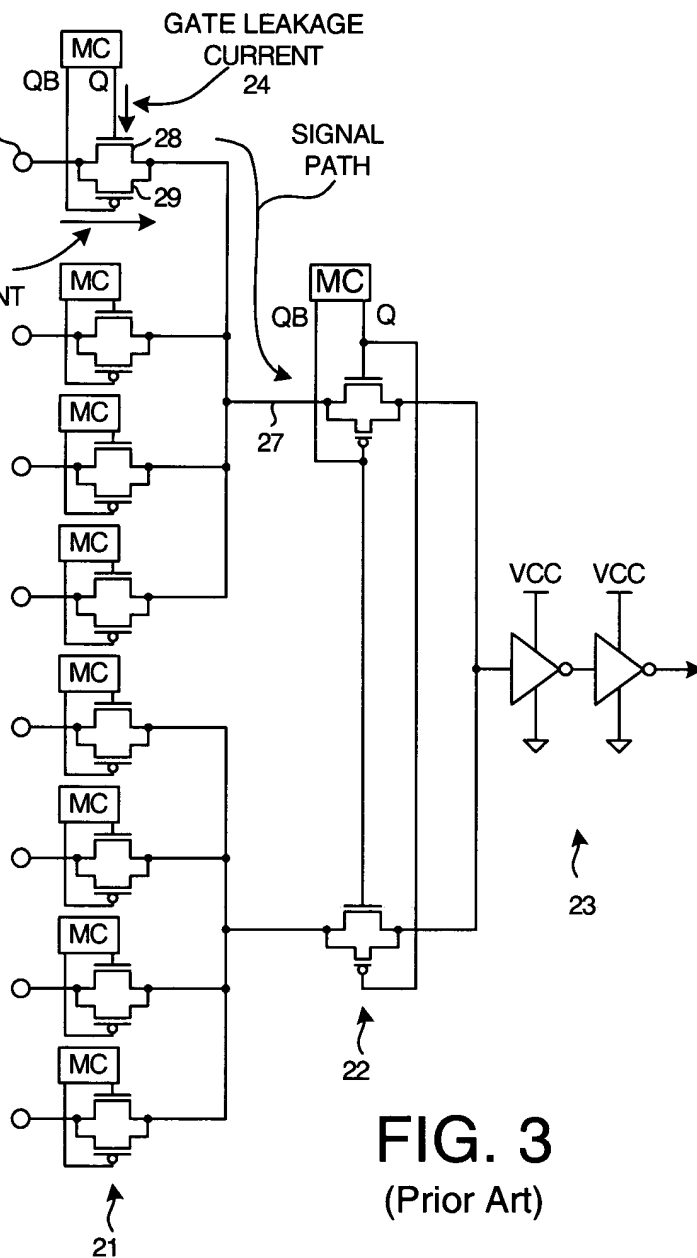 GATE LEAKAGE
CURRENT
24
MC
QB Q
28
SIGNAL
PATH
29
NT
MC
MC
QB Q
MC
27
MC
VCC VCC
MC
MC
23
MC
22
MC
FIG. 3
(Prior Art)
21